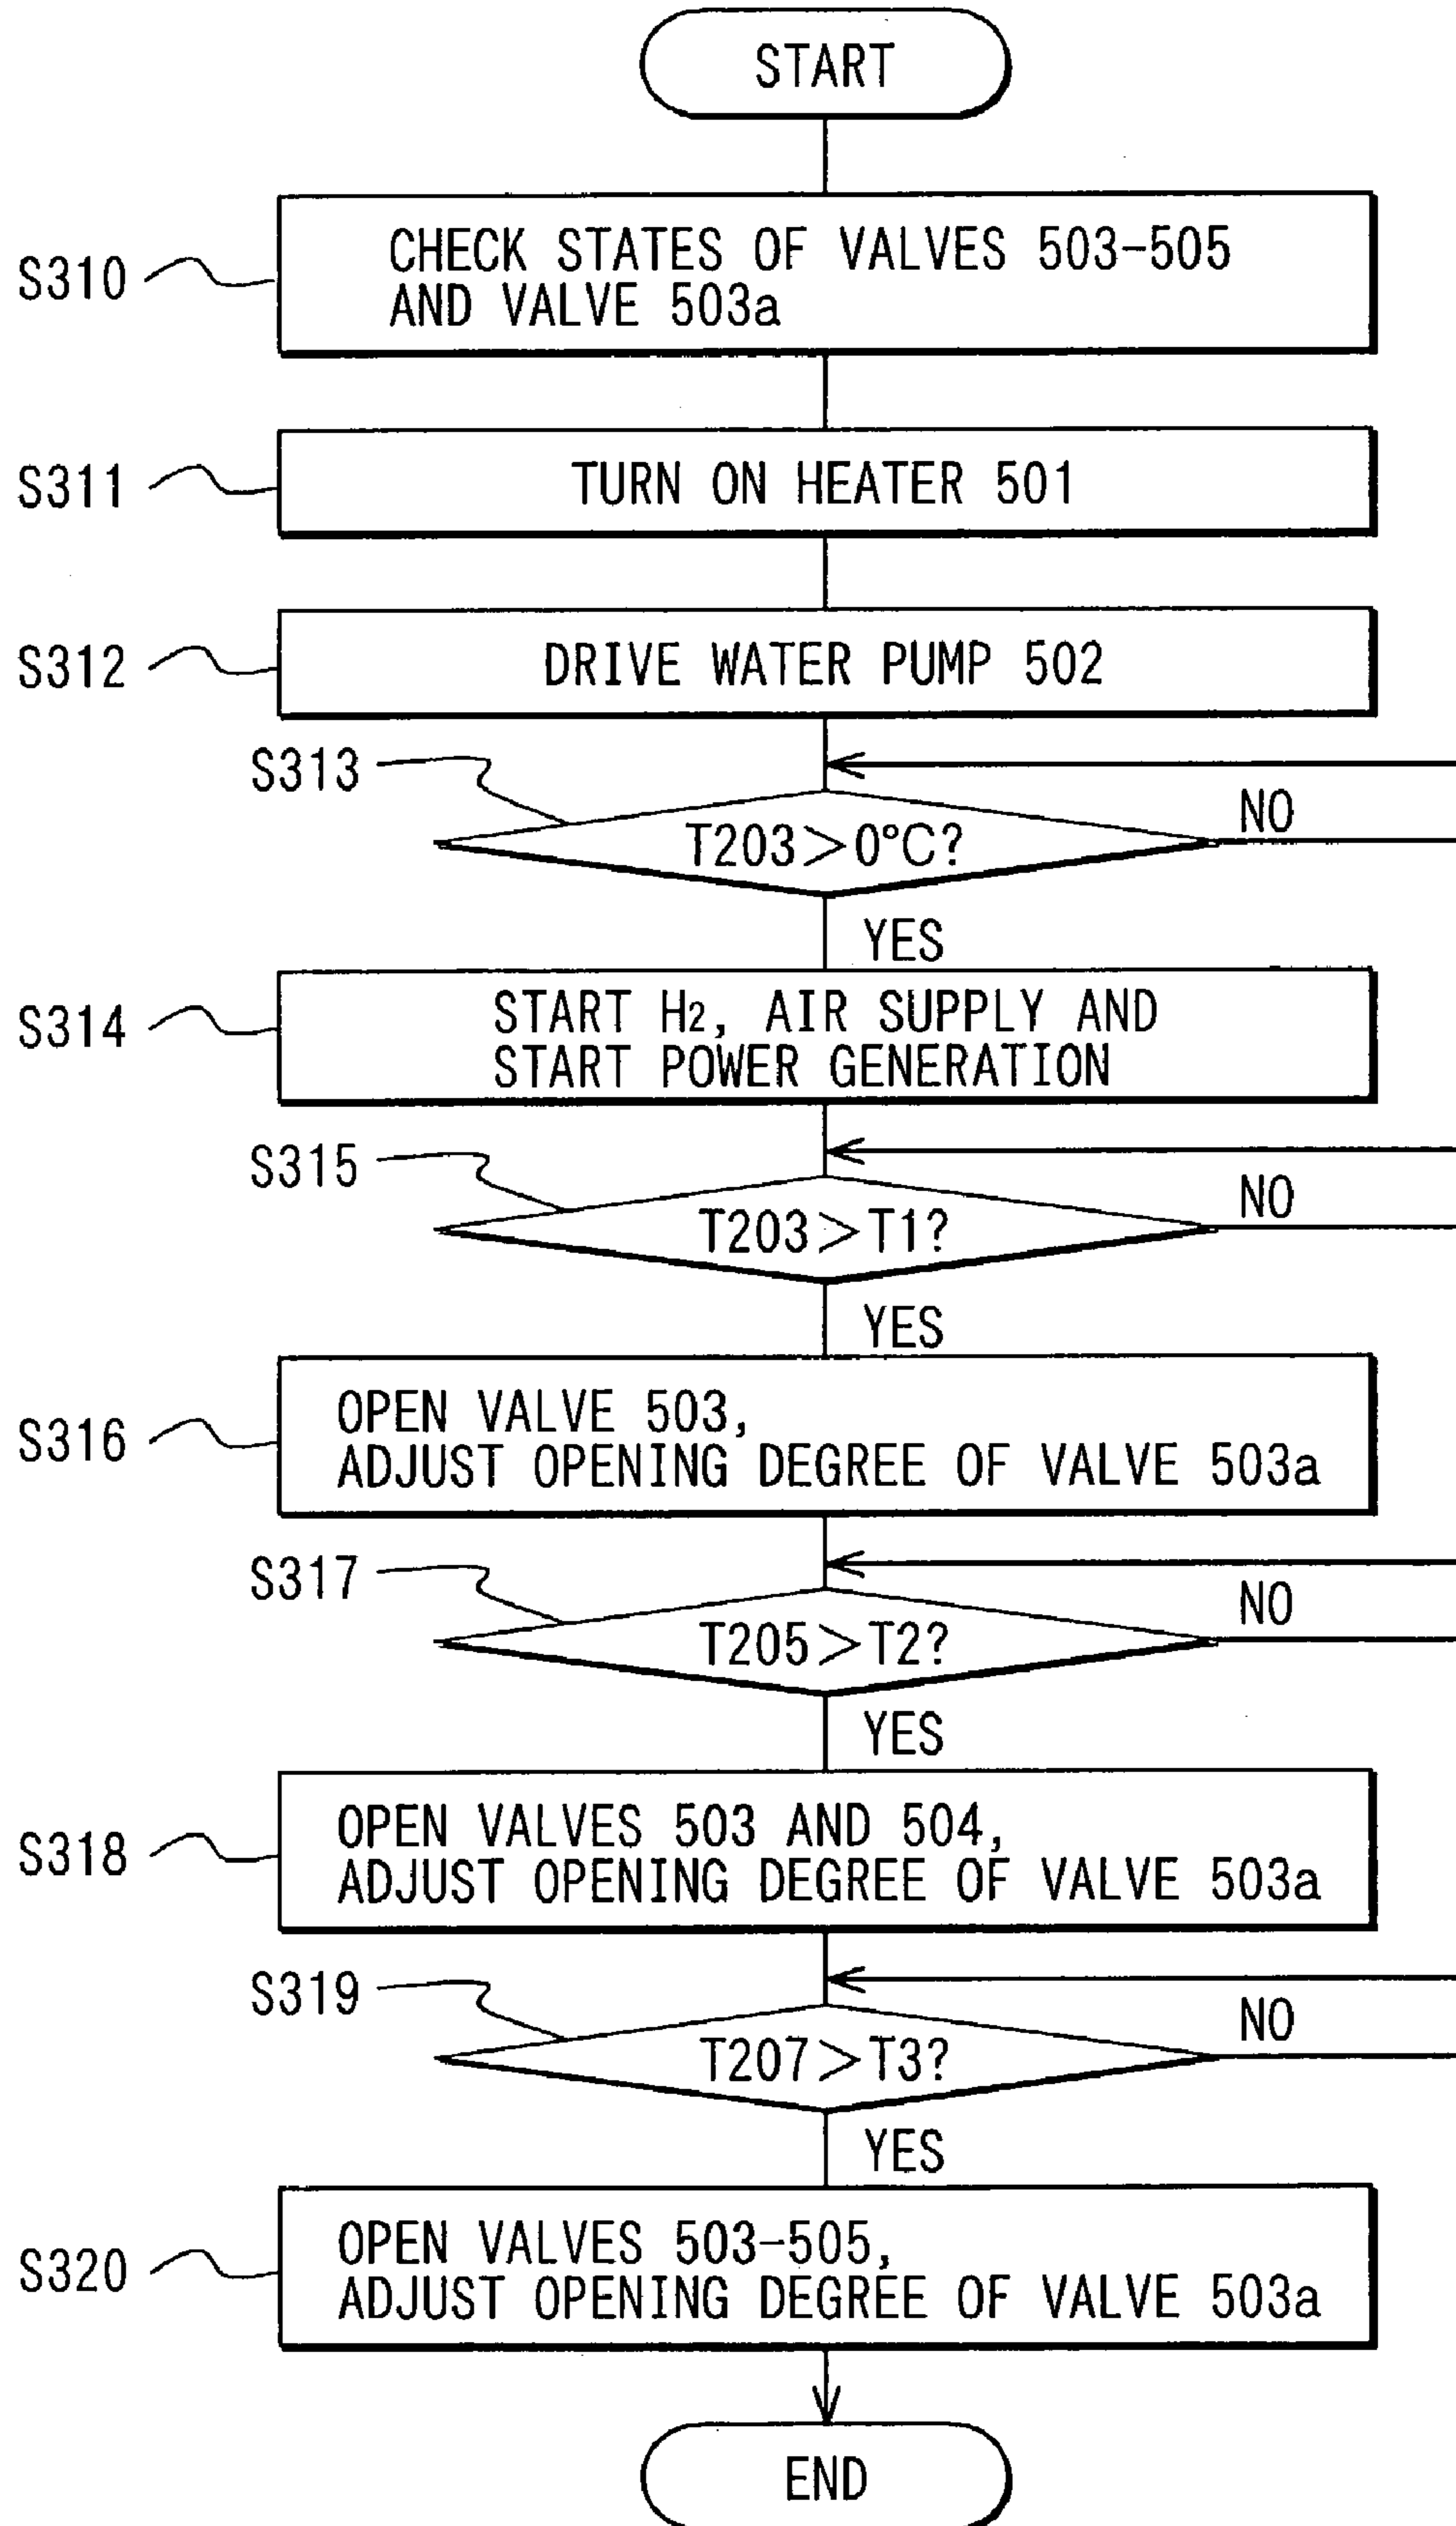 START
S310
CHECK STATES OF VALVES 503-505
AND VALVE 503a
S311
TURN ON HEATER 501
S312
DRIVE WATER PUMP 502
S313
T203>0°C?
NO
YES
S314
START H2, AIR SUPPLY AND
START POWER GENERATION
S315
T203>T1?
NO
YES
S316
OPEN VALVE 503,
ADJUST OPENING DEGREE OF VALVE 503a
S317
T205>T2?
NO
YES
S318
OPEN VALVES 503 AND 504,
ADJUST OPENING DEGREE OF VALVE 503a
S319
T207>T3?
NO
YES
S320
OPEN VALVES 503-505,
ADJUST OPENING DEGREE OF VALVE 503a
END